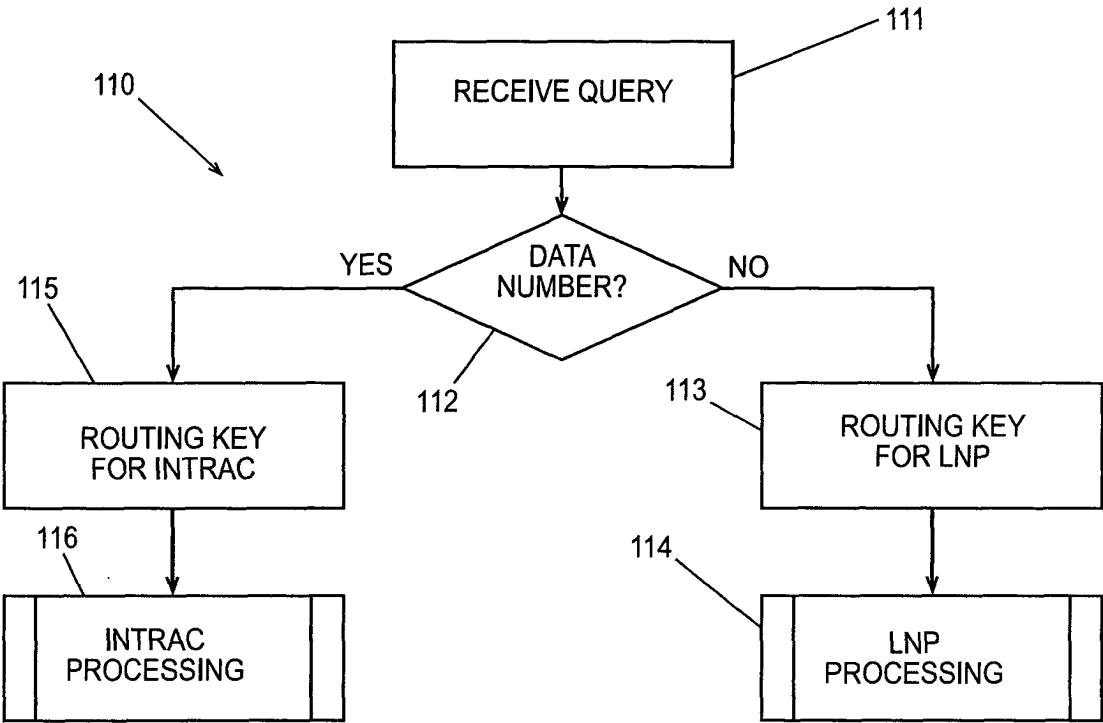 111
RECEIVE QUERY
110
DATA
NUMBER?
YES
NO
115
112
113
ROUTING KEY
FOR INTRAC
ROUTING KEY
FOR LNP
116
114
INTRAC
PROCESSING
LNP
PROCESSING